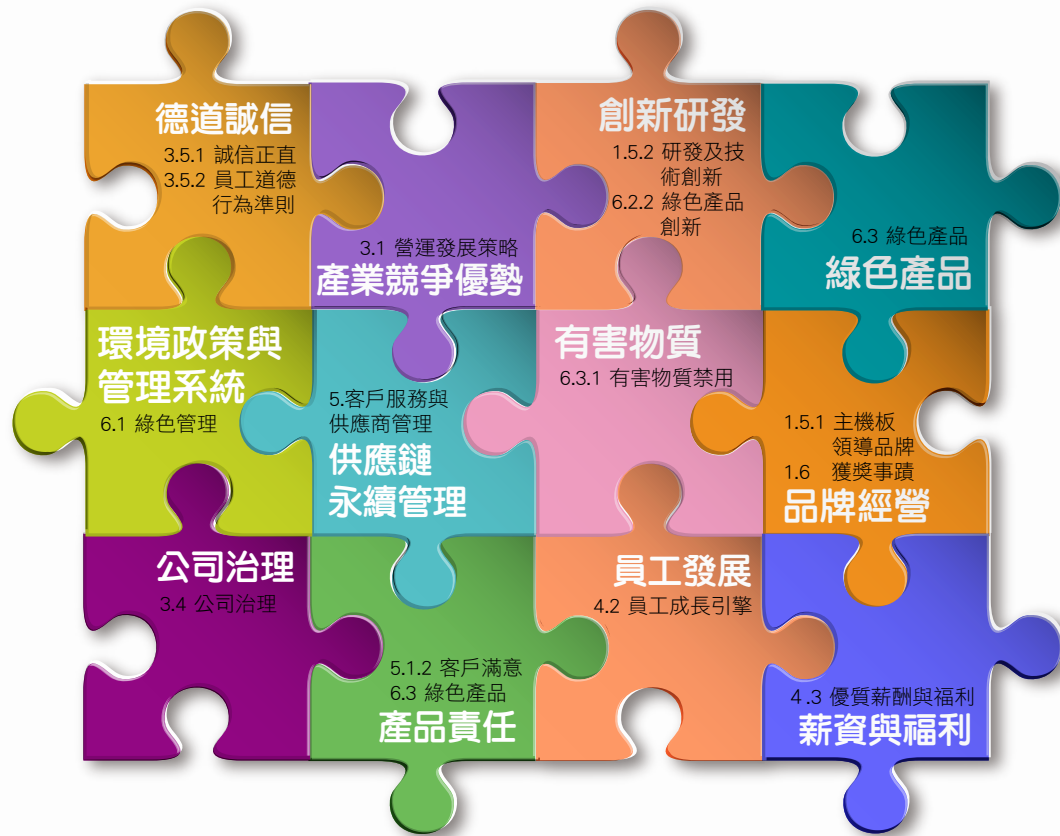 德道誠信
3.5.1 誠信正直
3.5.2 員工道德
行為準則
3.1 營運發展策略
產業競爭優勢
創新研發
1.5.2 研發及技
術創新
6.2.2 綠色產品
創新
6.3 綠色產品
綠色產品
環境政策與
管理系統
6.1 綠色管理
5.客戶服務與
供應商管理
供應鏈
永續管理
有害物質
6.3.1 有害物質禁用
1.5.1 主機板
領導品牌
1.6 獲獎事蹟
品牌經營
公司治理
3.4 公司治理
5.1.2 客戶滿意
6.3 綠色產品
產品責任
員工發展
4.2 員工成長引擎
4.3 優質薪酬與福利
薪資與福利